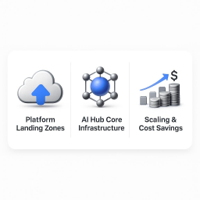 $
Platform
Landing Zones
AI Hub Core
Infrastructure
Scaling &
Cost Savings